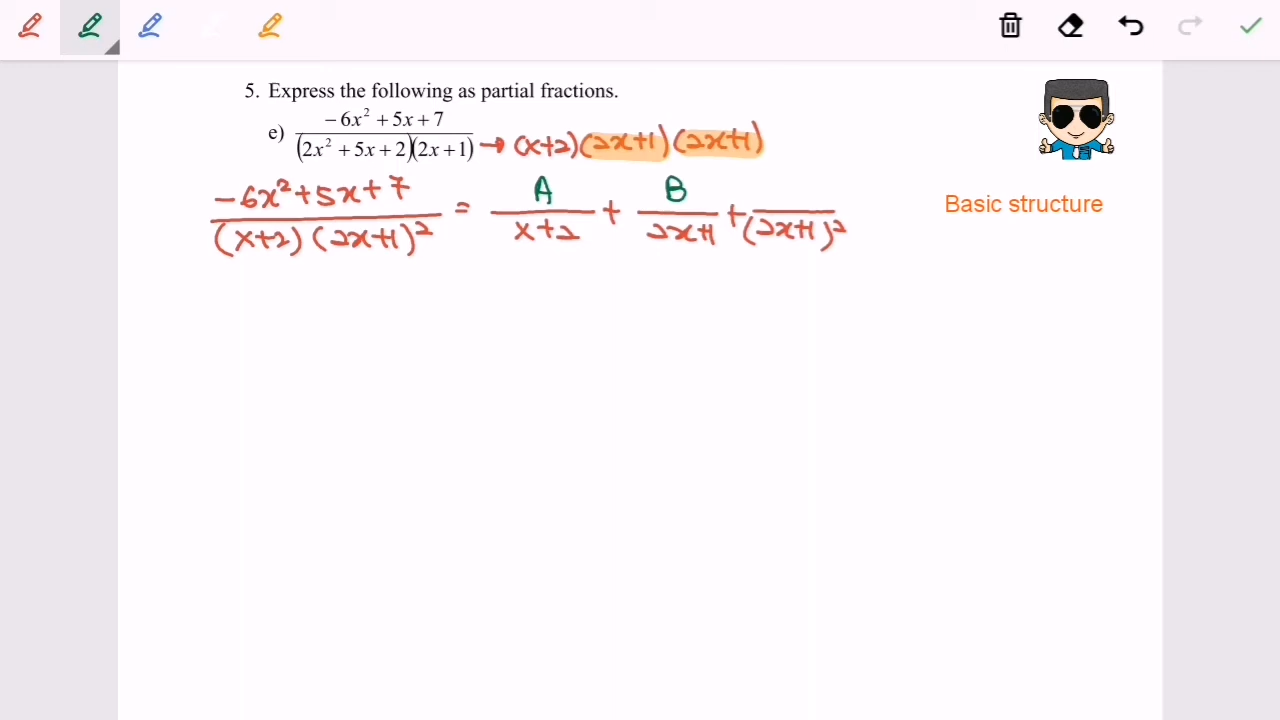 5. Express the following as partial fractions.
e) (-6x² + 5x + 7)/((2x² + 5x + 2)(2x + 1)) → (x+2)(2x+1)(2x+1)
(-6x²+5x+7)/((x+2)(2x+1)²) = A/(x+2) + B/(2x+1) + /(2x+1)²
Basic structure